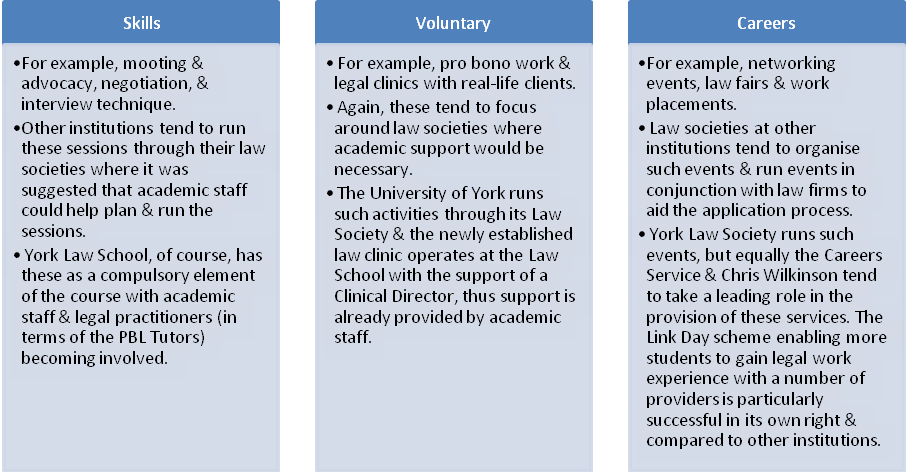 Skills
•For example, mooting &
advocacy, negotiation, &
interview technique.
•Other institutions tend to run
these sessions through their law
societies where it was
suggested that academic staff
could help plan & run the
sessions.
• York Law School, of course, has
these as a compulsory element
of the course with academic
staff & legal practitioners (in
terms of the PBL Tutors)
becoming involved.
Voluntary
• For example, pro bono work &
legal clinics with real-life clients.
• Again, these tend to focus
around law societies where
academic support would be
necessary.
• The University of York runs
such activities through its Law
Society & the newly established
law clinic operates at the Law
School with the support of a
Clinical Director, thus support is
already provided by academic
staff.
Careers
•For example, networking
events, law fairs & work
placements.
• Law societies at other
institutions tend to organise
such events & run events in
conjunction with law firms to
aid the application process.
• York Law Society runs such
events, but equally the Careers
Service & Chris Wilkinson tend
to take a leading role in the
provision of these services. The
Link Day scheme enabling more
students to gain legal work
experience with a number of
providers is particularly
successful in its own right &
compared to other institutions.